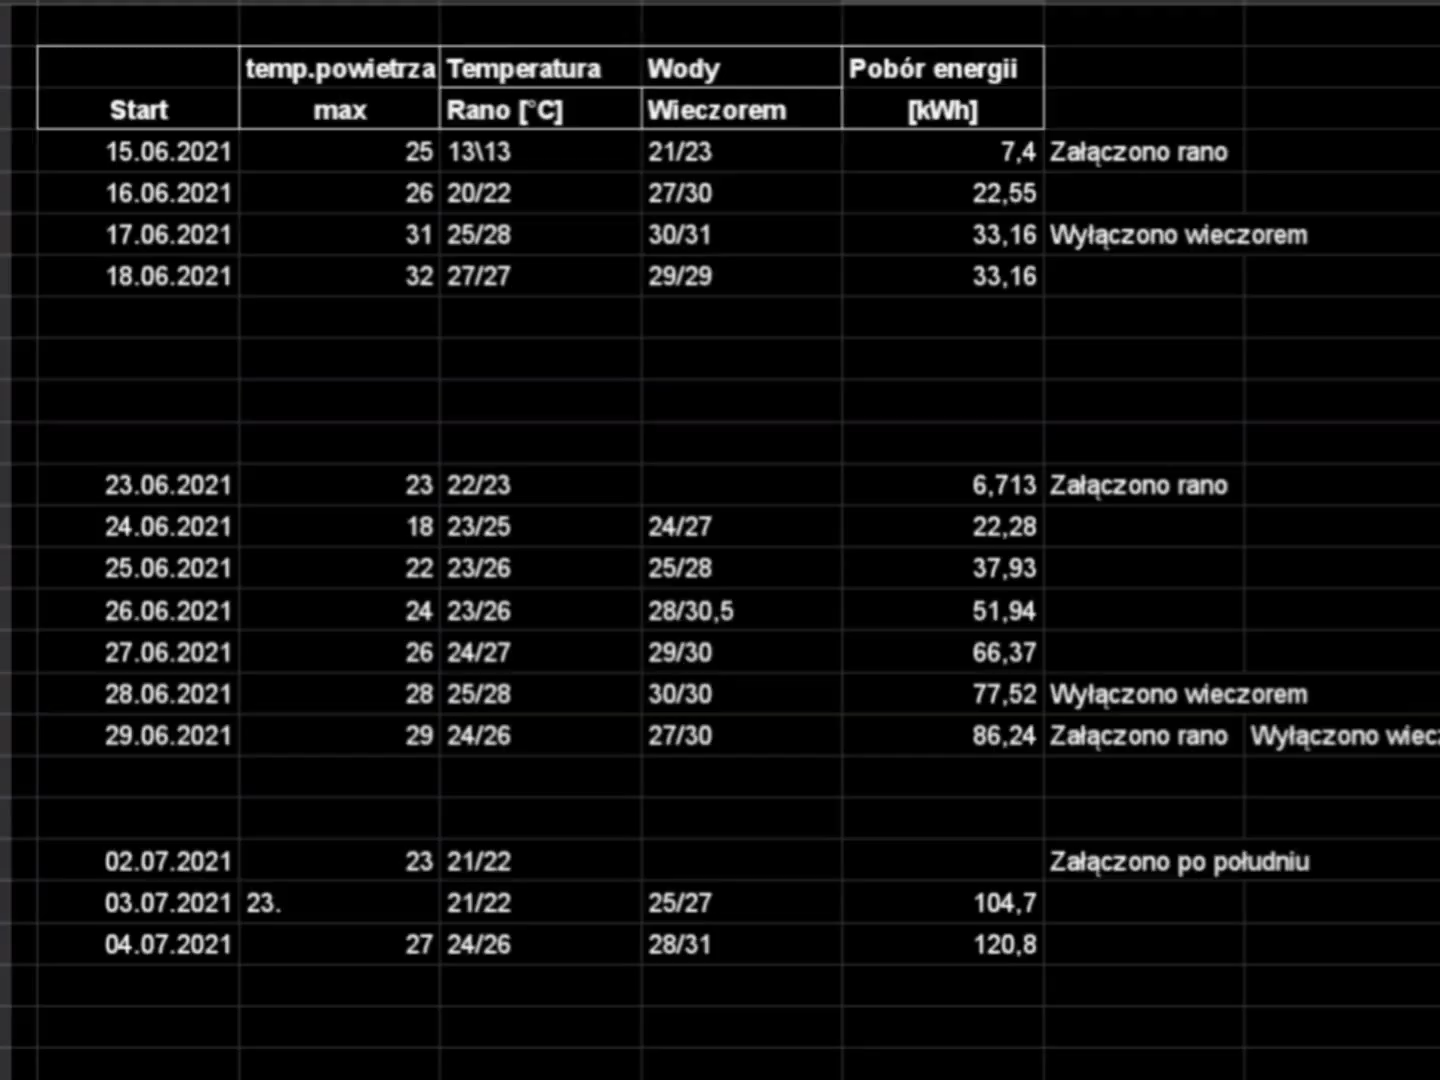 temp.powietrza Temperatura Wody Pobór energii
Start max Rano [°C] Wieczorem [kWh]
15.06.2021 25 13\13 21/23 7,4 Załączono rano
16.06.2021 26 20/22 27/30 22,55
17.06.2021 31 25/28 30/31 33,16 Wyłączono wieczorem
18.06.2021 32 27/27 29/29 33,16
23.06.2021 23 22/23 6,713 Załączono rano
24.06.2021 18 23/25 24/27 22,28
25.06.2021 22 23/26 25/28 37,93
26.06.2021 24 23/26 28/30,5 51,94
27.06.2021 26 24/27 29/30 66,37
28.06.2021 28 25/28 30/30 77,52 Wyłączono wieczorem
29.06.2021 29 24/26 27/30 86,24 Załączono rano Wyłączono wiecz
02.07.2021 23 21/22 Załączono po południu
03.07.2021 23. 21/22 25/27 104,7
04.07.2021 27 24/26 28/31 120,8